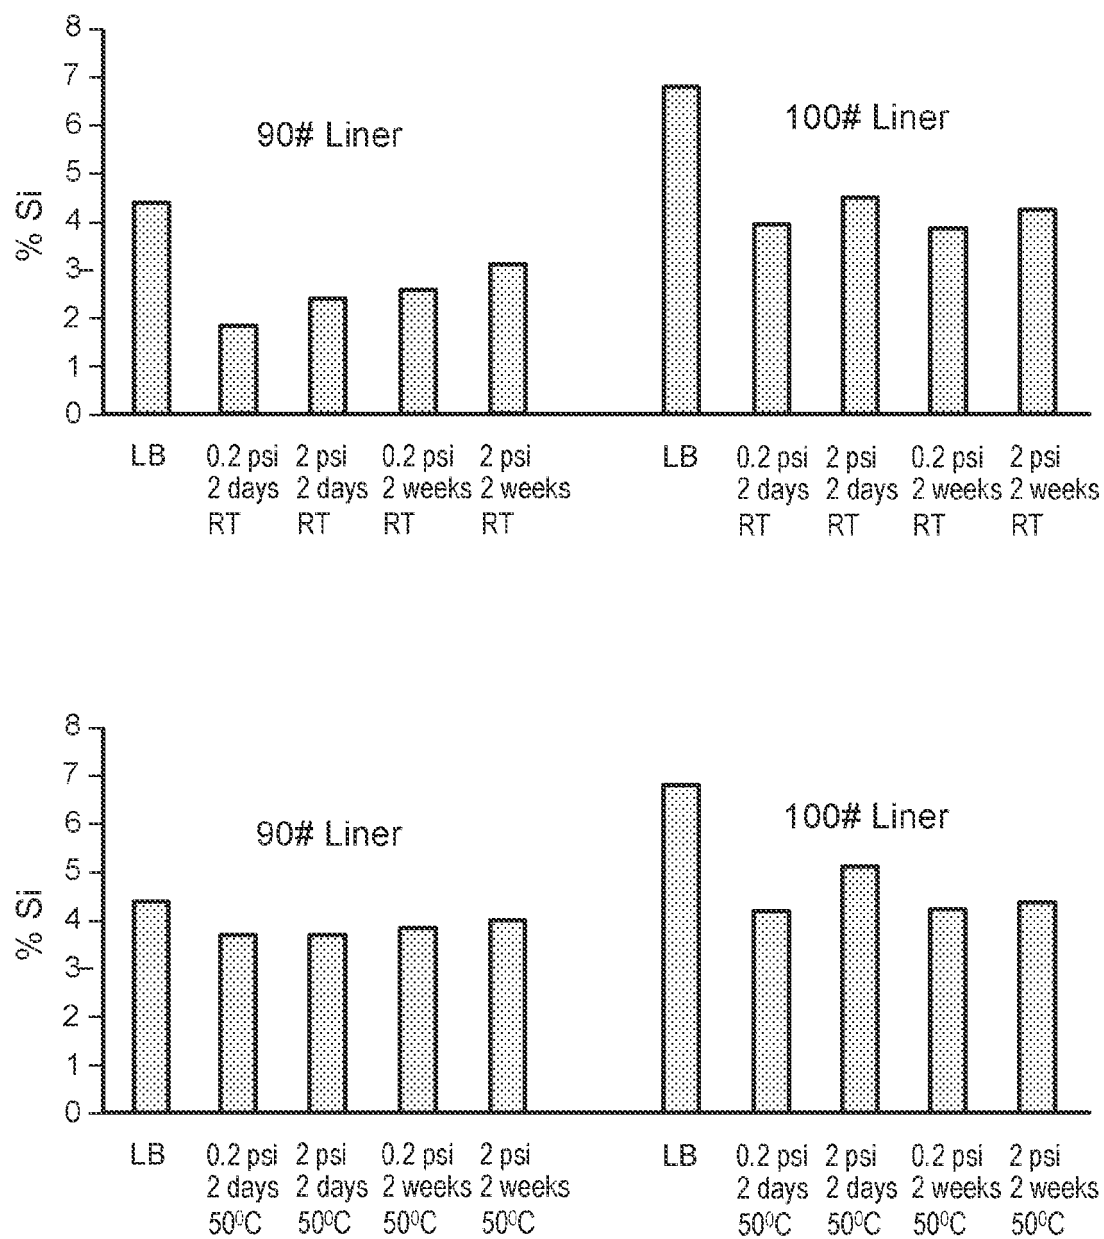 8
7
6
5
4
3
2
1
0
% Si
90# Liner
100# Liner
LB
0.2 psi
2 days
RT
2 psi
2 days
RT
0.2 psi
2 weeks
RT
2 psi
2 weeks
RT
LB
0.2 psi
2 days
RT
2 psi
2 days
RT
0.2 psi
2 weeks
RT
2 psi
2 weeks
RT
8
7
6
5
4
3
2
1
0
% Si
90# Liner
100# Liner
LB
0.2 psi
2 days
50⁰C
2 psi
2 days
50⁰C
0.2 psi
2 weeks
50⁰C
2 psi
2 weeks
50⁰C
LB
0.2 psi
2 days
50⁰C
2 psi
2 days
50⁰C
0.2 psi
2 weeks
50⁰C
2 psi
2 weeks
50⁰C